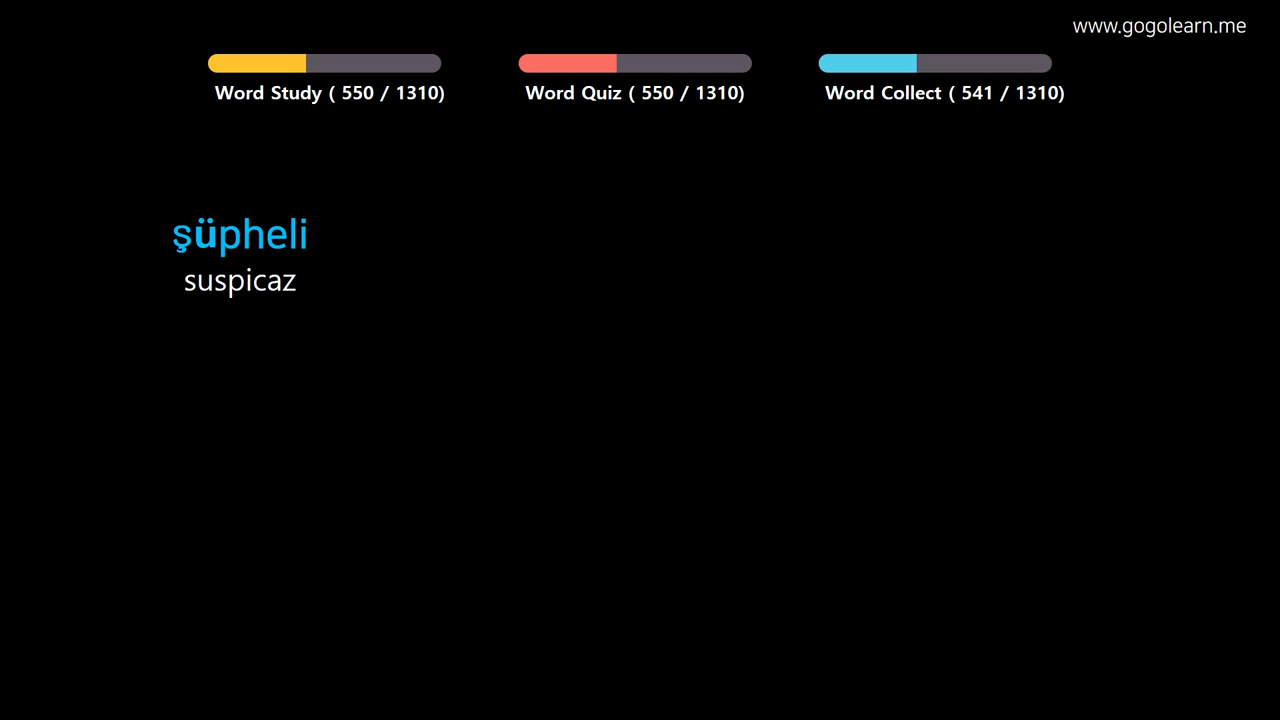 www.gogolearn.me
Word Study ( 550 / 1310)
Word Quiz ( 550 / 1310)
Word Collect ( 541 / 1310)
şüpheli
suspicaz